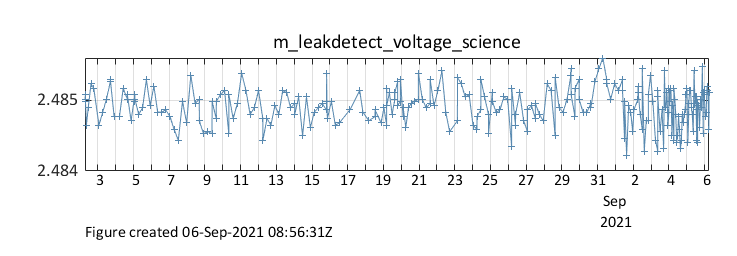 m_leakdetect_voltage_science
2.485
2.484
3 5 7 9 11 13 15 17 19 21 23 25 27 29 31 2 4 6
Sep
2021
Figure created 06-Sep-2021 08:56:31Z